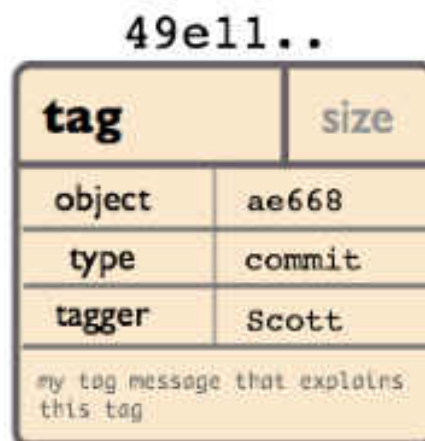 49e11..
tag size
object ae668
type commit
tagger Scott
my tag message that explains
this tag